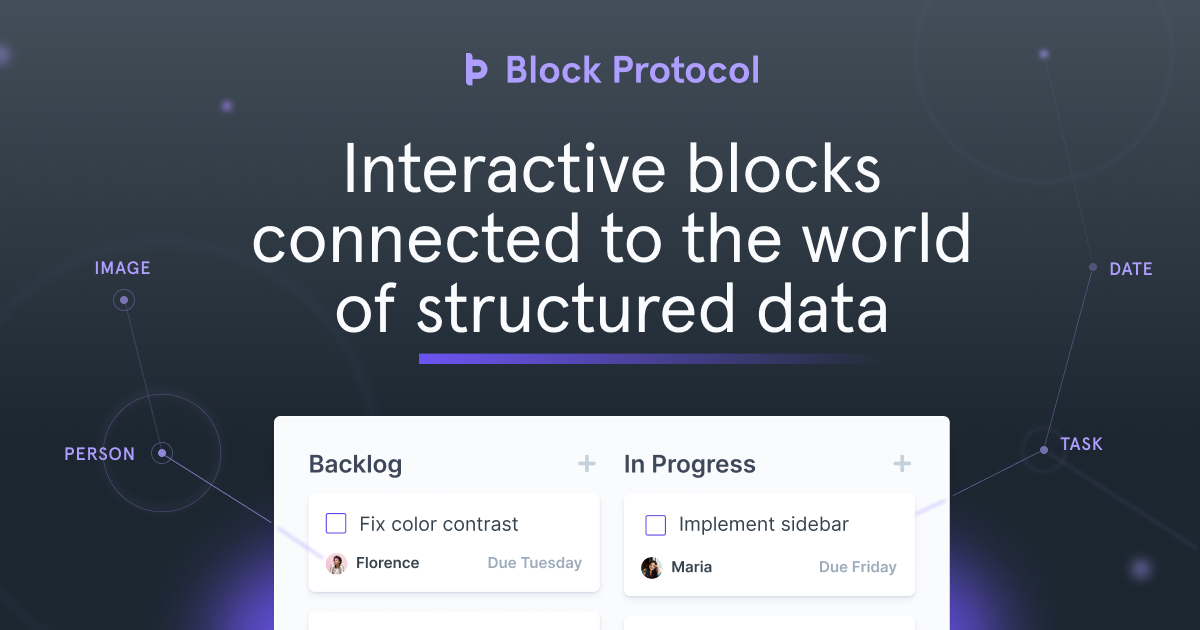 Block Protocol
Interactive blocks
connected to the world
of structured data
IMAGE
PERSON
DATE
TASK
Backlog
Fix color contrast
Florence
Due Tuesday
In Progress
Implement sidebar
Maria
Due Friday